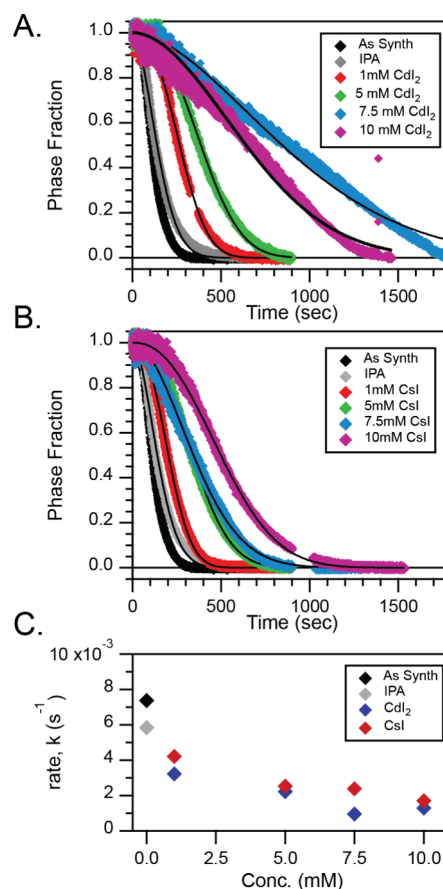 A.
Phase Fraction
1.0
0.8
0.6
0.4
0.2
0.0
As Synth
IPA
1mM CdI₂
5 mM CdI₂
7.5 mM CdI₂
10 mM CdI₂
0 500 1000 1500
Time (sec)
B.
Phase Fraction
1.0
0.8
0.6
0.4
0.2
0.0
As Synth
IPA
1mM CsI
5mM CsI
7.5mM CsI
10mM CsI
0 500 1000 1500
Time (sec)
C.
rate, k (s⁻¹)
10 x10⁻³
8
6
4
2
0
As Synth
IPA
CdI₂
CsI
0.0 2.5 5.0 7.5 10.0
Conc. (mM)